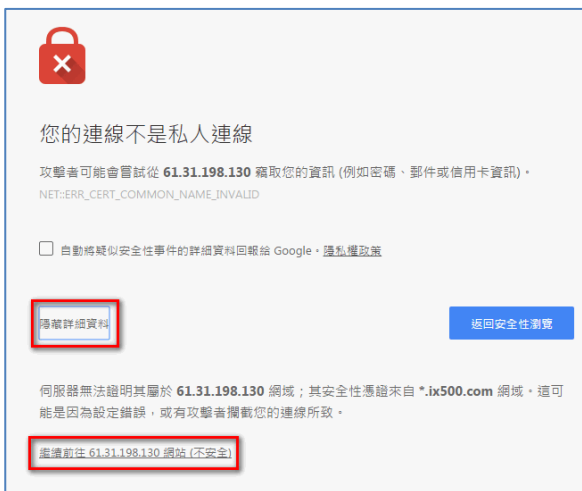 您的連線不是私人連線
攻擊者可能會嘗試從 61.31.198.130 竊取您的資訊 (例如密碼、郵件或信用卡資訊)。
NET::ERR_CERT_COMMON_NAME_INVALID
自動將疑似安全性事件的詳細資料回報給 Google。隱私權政策
隱藏詳細資料
返回安全性瀏覽
伺服器無法證明其屬於 61.31.198.130 網域；其安全性憑證來自 *.ix500.com 網域。這可
能是因為設定錯誤，或有攻擊者攔截您的連線所致。
繼續前往 61.31.198.130 網站 (不安全)